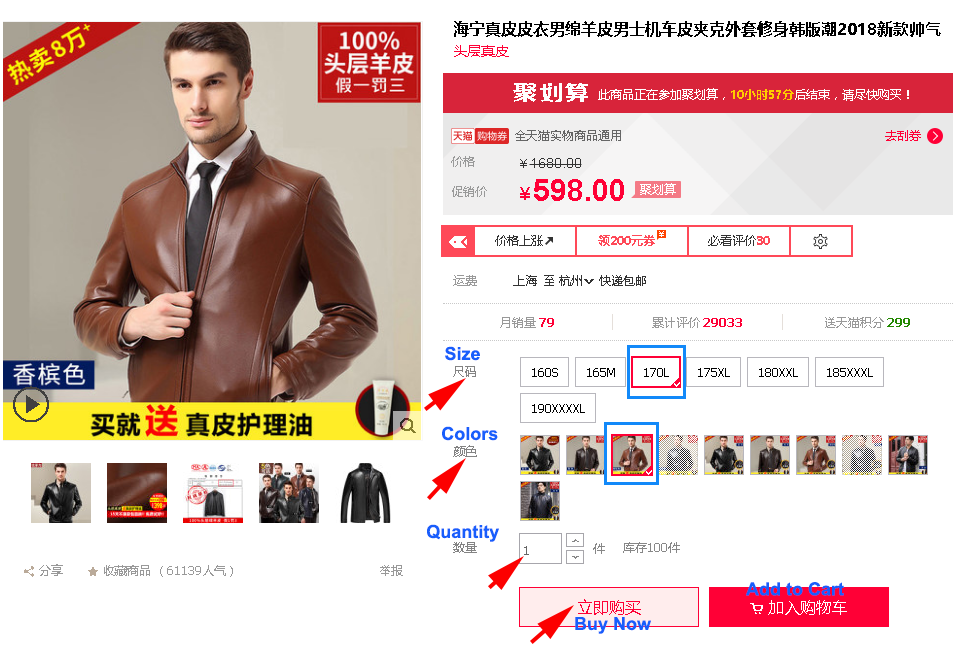 海宁真皮皮衣男绵羊皮男士机车皮夹克外套修身韩版潮2018新款帅气
头层真皮
热卖8万+
100%
头层羊皮
假一罚三
香槟色
买就送真皮护理油
分享
收藏商品 (61139人气)
举报
聚划算 此商品正在参加聚划算，10小时57分后结束，请尽快购买！
天猫 购物券 全天猫实物商品通用 去刮券
价格 ¥1680.00
促销价 ¥598.00 聚划算
价格上涨 领200元券 必看评价30
运费 上海 至 杭州 快递包邮
月销量 79 累计评价 29033 送天猫积分 299
Size
尺码 160S 165M 170L 175XL 180XXL 185XXXL
190XXXXL
Colors
颜色
Quantity
数量 1 件 库存100件
Add to Cart
立即购买 加入购物车
Buy Now